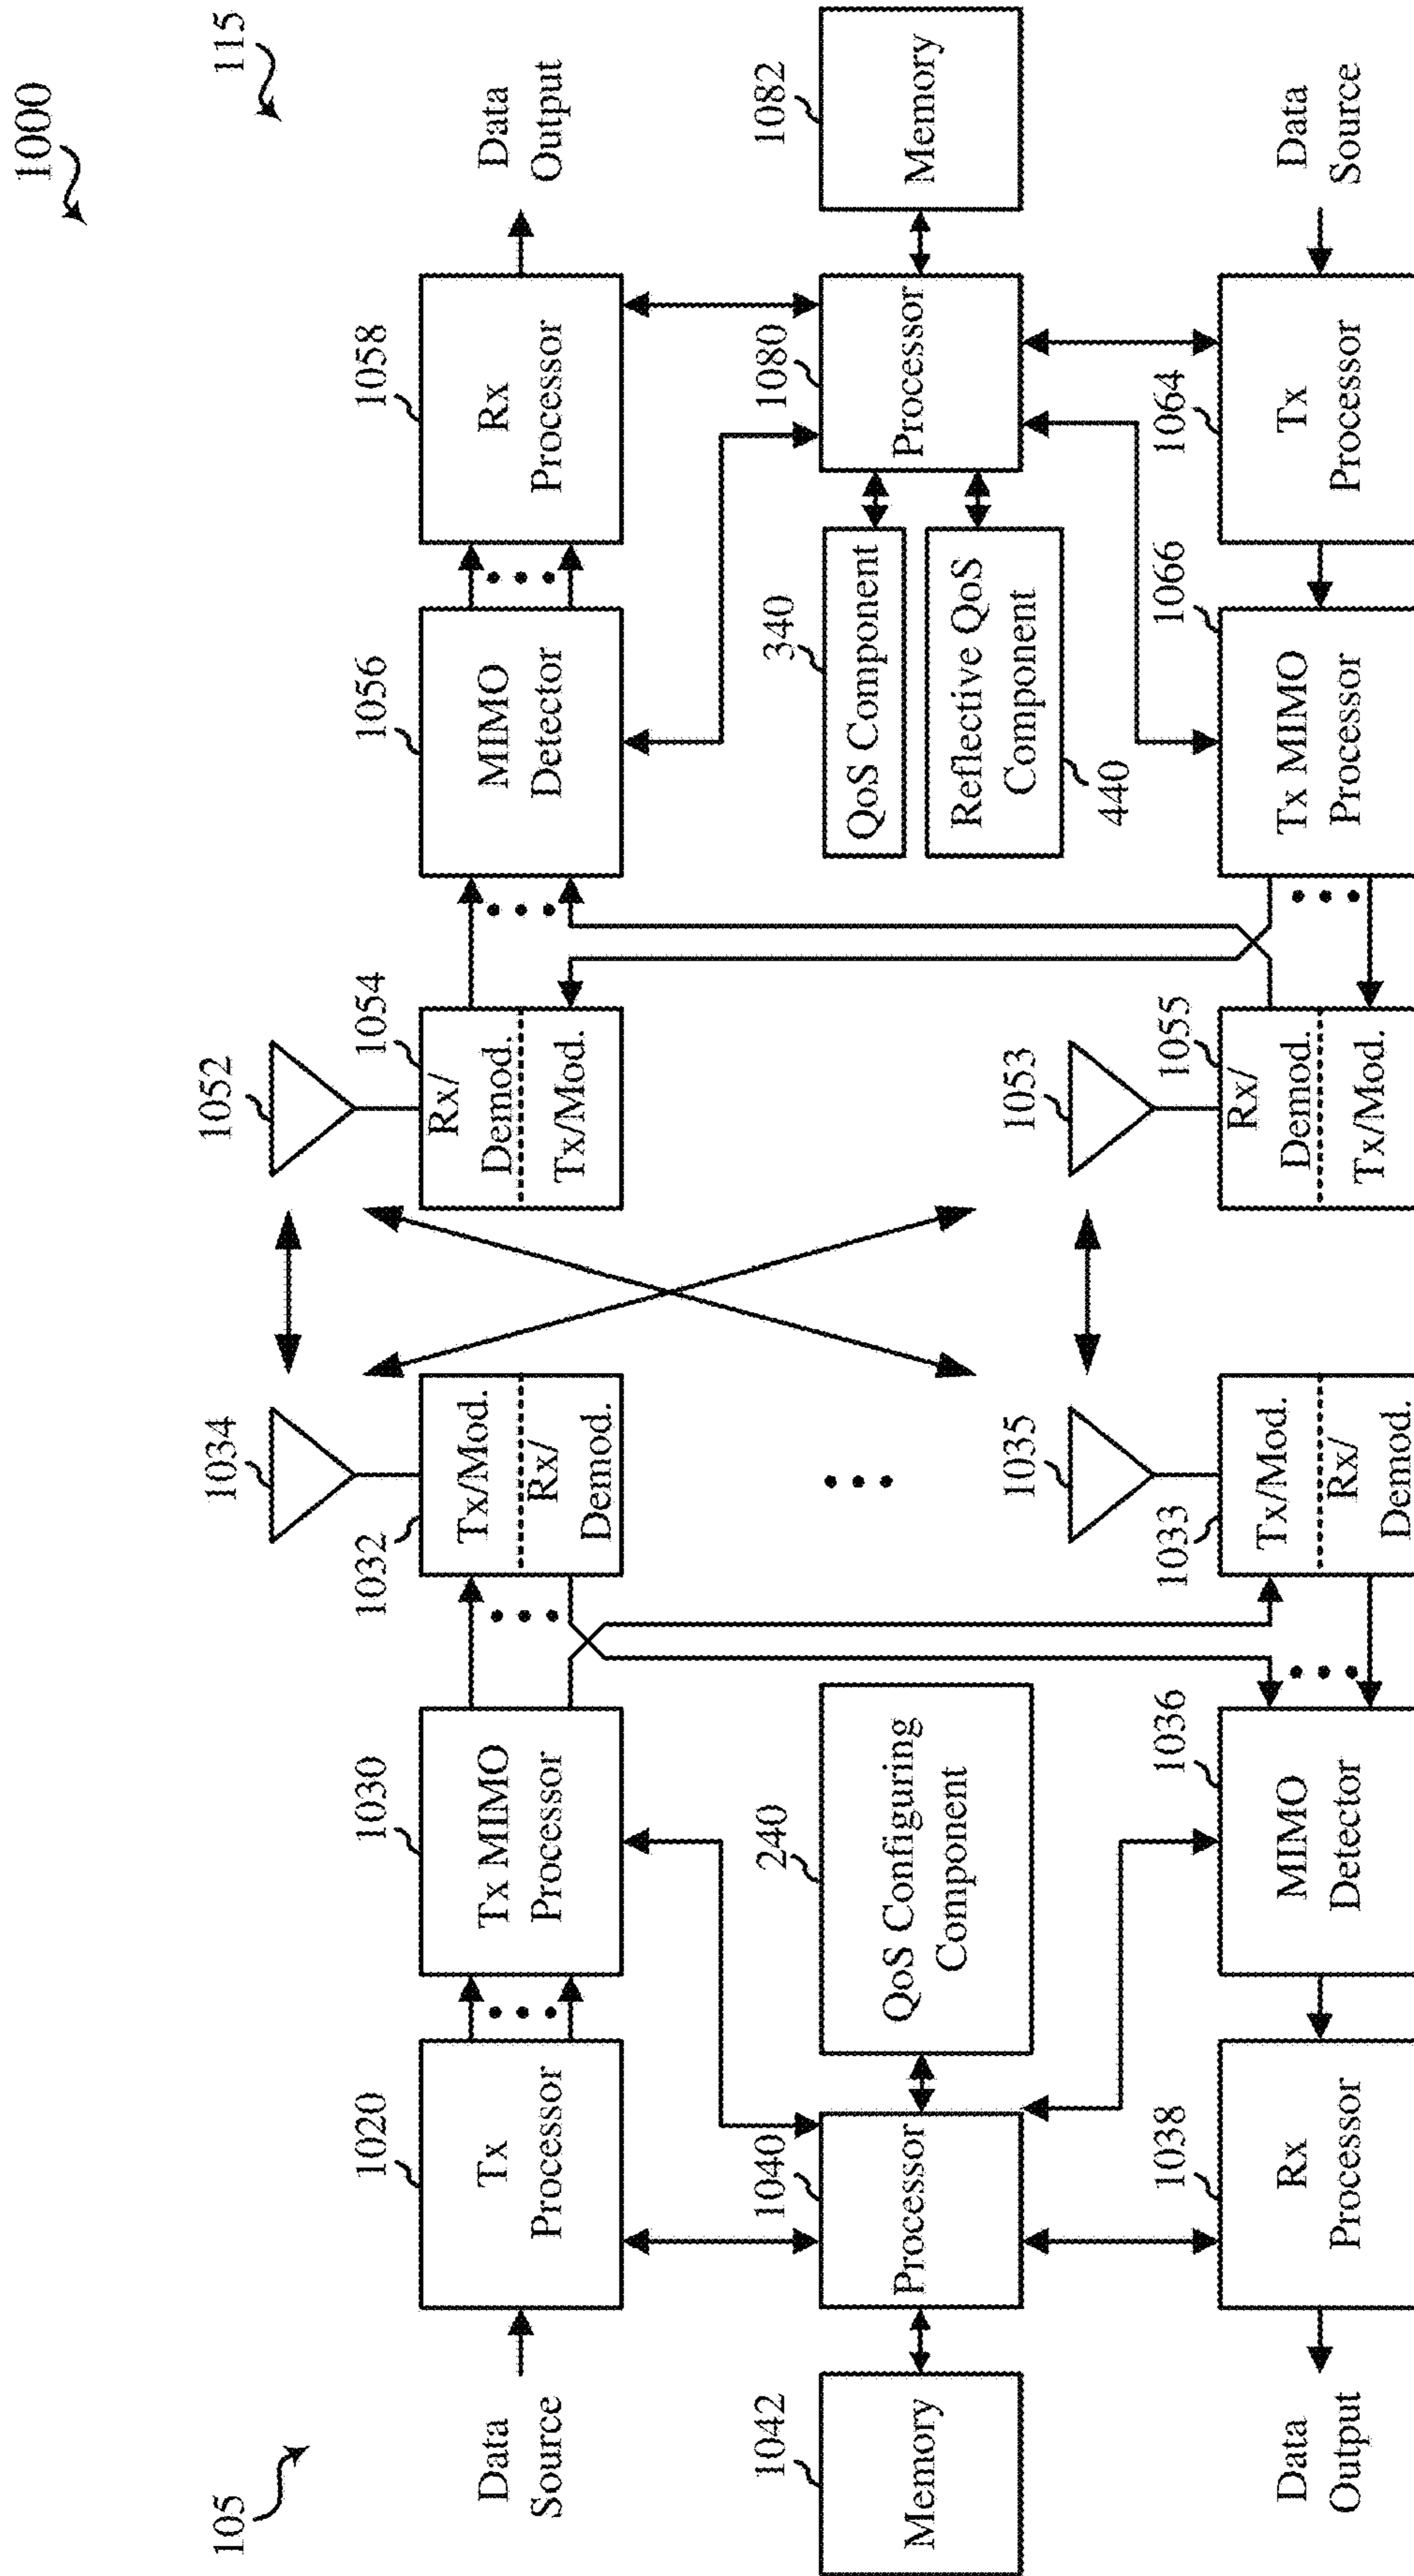 1000
105
115
1034
1052
Data
Source
1020
Tx
Processor
1030
Tx MIMO
Processor
1032
Tx/Mod.
Rx/
Demod.
1054
Rx/
Demod.
Tx/Mod.
1056
MIMO
Detector
1058
Rx
Processor
Data
Output
1042
Memory
1040
Processor
240
QoS Configuring
Component
340
QoS Component
Reflective QoS
Component
440
1080
Processor
1082
Memory
1035
1053
Data
Output
1038
Rx
Processor
1036
MIMO
Detector
1033
Tx/Mod.
Rx/
Demod.
1055
Rx/
Demod.
Tx/Mod.
1066
Tx MIMO
Processor
1064
Tx
Processor
Data
Source